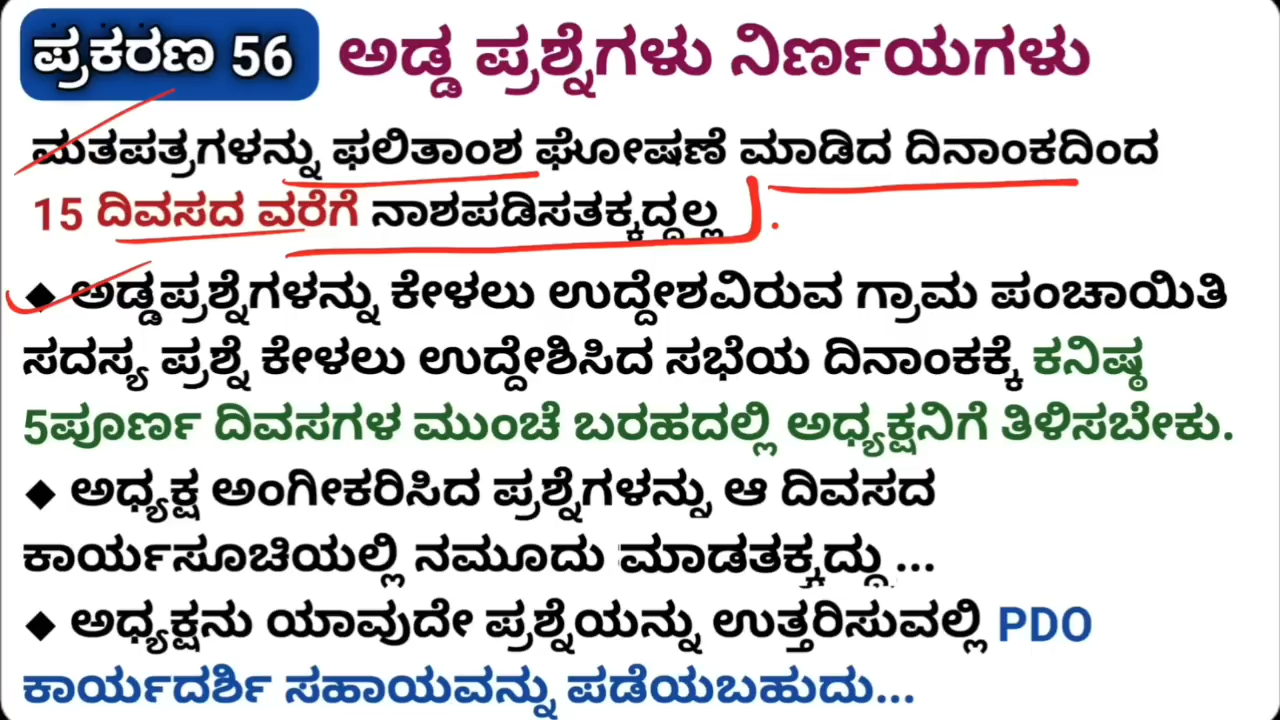 ಪ್ರಕರಣ 56 ಅಡ್ಡ ಪ್ರಶ್ನೆಗಳು ನಿರ್ಣಯಗಳು
ಮತಪತ್ರಗಳನ್ನು ಫಲಿತಾಂಶ ಘೋಷಣೆ ಮಾಡಿದ ದಿನಾಂಕದಿಂದ
15 ದಿವಸದ ವರೆಗೆ ನಾಶಪಡಿಸತಕ್ಕದ್ದಲ್ಲ
◆ ಅಡ್ಡಪ್ರಶ್ನೆಗಳನ್ನು ಕೇಳಲು ಉದ್ದೇಶವಿರುವ ಗ್ರಾಮ ಪಂಚಾಯಿತಿ
ಸದಸ್ಯ ಪ್ರಶ್ನೆ ಕೇಳಲು ಉದ್ದೇಶಿಸಿದ ಸಭೆಯ ದಿನಾಂಕಕ್ಕೆ ಕನಿಷ್ಠ
5ಪೂರ್ಣ ದಿವಸಗಳ ಮುಂಚೆ ಬರಹದಲ್ಲಿ ಅಧ್ಯಕ್ಷನಿಗೆ ತಿಳಿಸಬೇಕು.
◆ ಅಧ್ಯಕ್ಷ ಅಂಗೀಕರಿಸಿದ ಪ್ರಶ್ನೆಗಳನ್ನು ಆ ದಿವಸದ
ಕಾರ್ಯಸೂಚಿಯಲ್ಲಿ ನಮೂದು ಮಾಡತಕ್ಕದ್ದು...
◆ ಅಧ್ಯಕ್ಷನು ಯಾವುದೇ ಪ್ರಶ್ನೆಯನ್ನು ಉತ್ತರಿಸುವಲ್ಲಿ PDO
ಕಾರ್ಯದರ್ಶಿ ಸಹಾಯವನ್ನು ಪಡೆಯಬಹುದು...